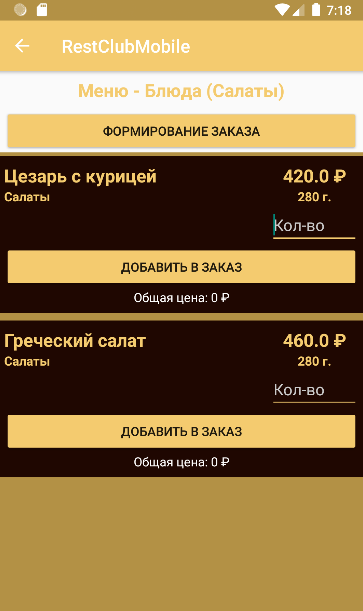 7:18
RestClubMobile
Меню - Блюда (Салаты)
ФОРМИРОВАНИЕ ЗАКАЗА
Цезарь с курицей 420.0 ₽
Салаты 280 г.
Кол-во
ДОБАВИТЬ В ЗАКАЗ
Общая цена: 0 ₽
Греческий салат 460.0 ₽
Салаты 280 г.
Кол-во
ДОБАВИТЬ В ЗАКАЗ
Общая цена: 0 ₽